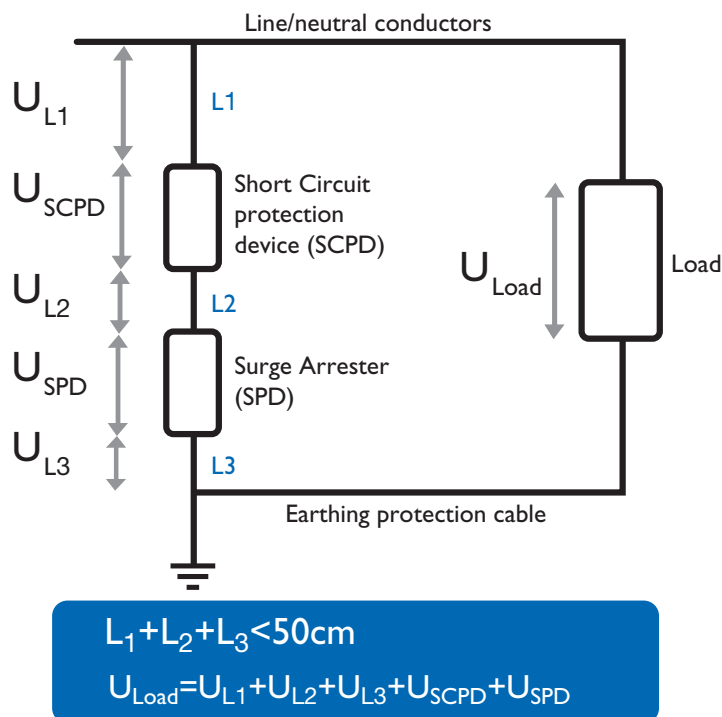 Line/neutral conductors
U_L1
L1
U_SCPD
Short Circuit
protection
device (SCPD)
U_Load
Load
U_L2
L2
U_SPD
Surge Arrester
(SPD)
U_L3
L3
Earthing protection cable
L₁+L₂+L₃<50cm
U_Load=U_L1+U_L2+U_L3+U_SCPD+U_SPD